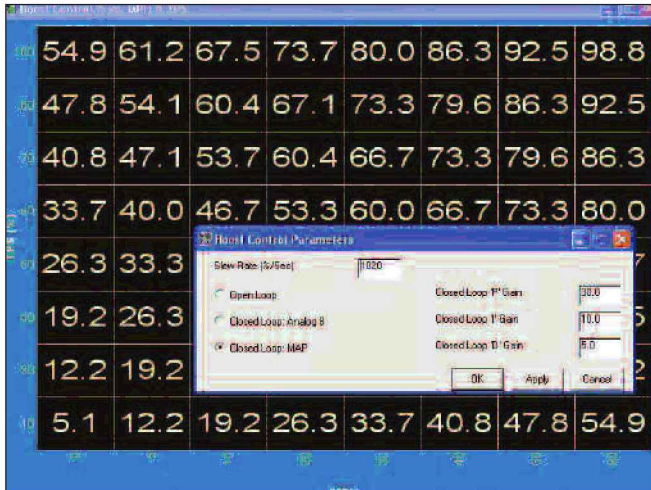 Boost Control
54.9 61.2 67.5 73.7 80.0 86.3 92.5 98.8
47.8 54.1 60.4 67.1 73.3 79.6 86.3 92.5
40.8 47.1 53.7 60.4 66.7 73.3 79.6 86.3
33.7 40.0 46.7 53.3 60.0 66.7 73.3 80.0
TPS (%)
Boost Control Parameters
26.3 33.3
Slew Rate (%/Sec) 1020
Open Loop
Closed Loop 'P' Gain 30.0
19.2 26.3
Closed Loop: Analog 8
Closed Loop 'I' Gain 10.0
Closed Loop: MAP
Closed Loop 'D' Gain 5.0
12.2 19.2
OK Apply Cancel
5.1 12.2 19.2 26.3 33.7 40.8 47.8 54.9